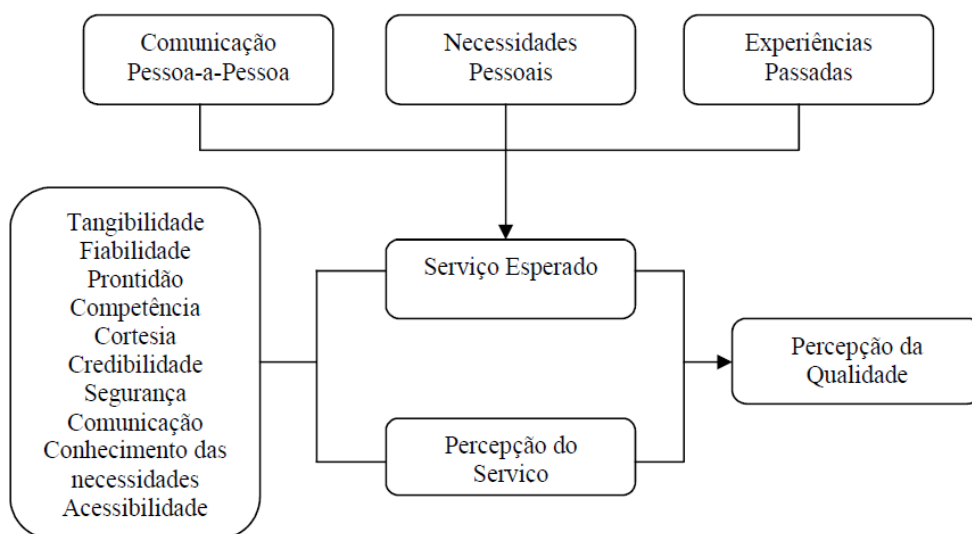 Comunicação
Pessoa-a-Pessoa
Necessidades
Pessoais
Experiências
Passadas
Tangibilidade
Fiabilidade
Prontidão
Competência
Cortesia
Credibilidade
Segurança
Comunicação
Conhecimento das
necessidades
Acessibilidade
Serviço Esperado
Percepção do
Servico
Percepção da
Qualidade